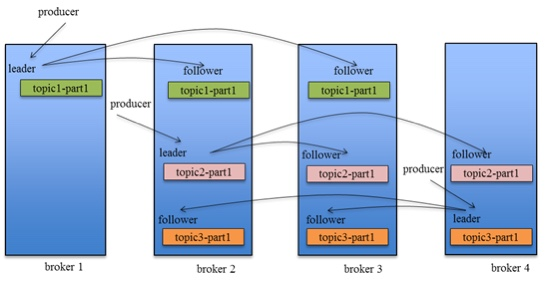 producer
leader
follower
follower
topic1-part1
topic1-part1
topic1-part1
producer
leader
follower
follower
topic2-part1
topic2-part1
topic2-part1
producer
follower
follower
leader
topic3-part1
topic3-part1
topic3-part1
broker 1
broker 2
broker 3
broker 4